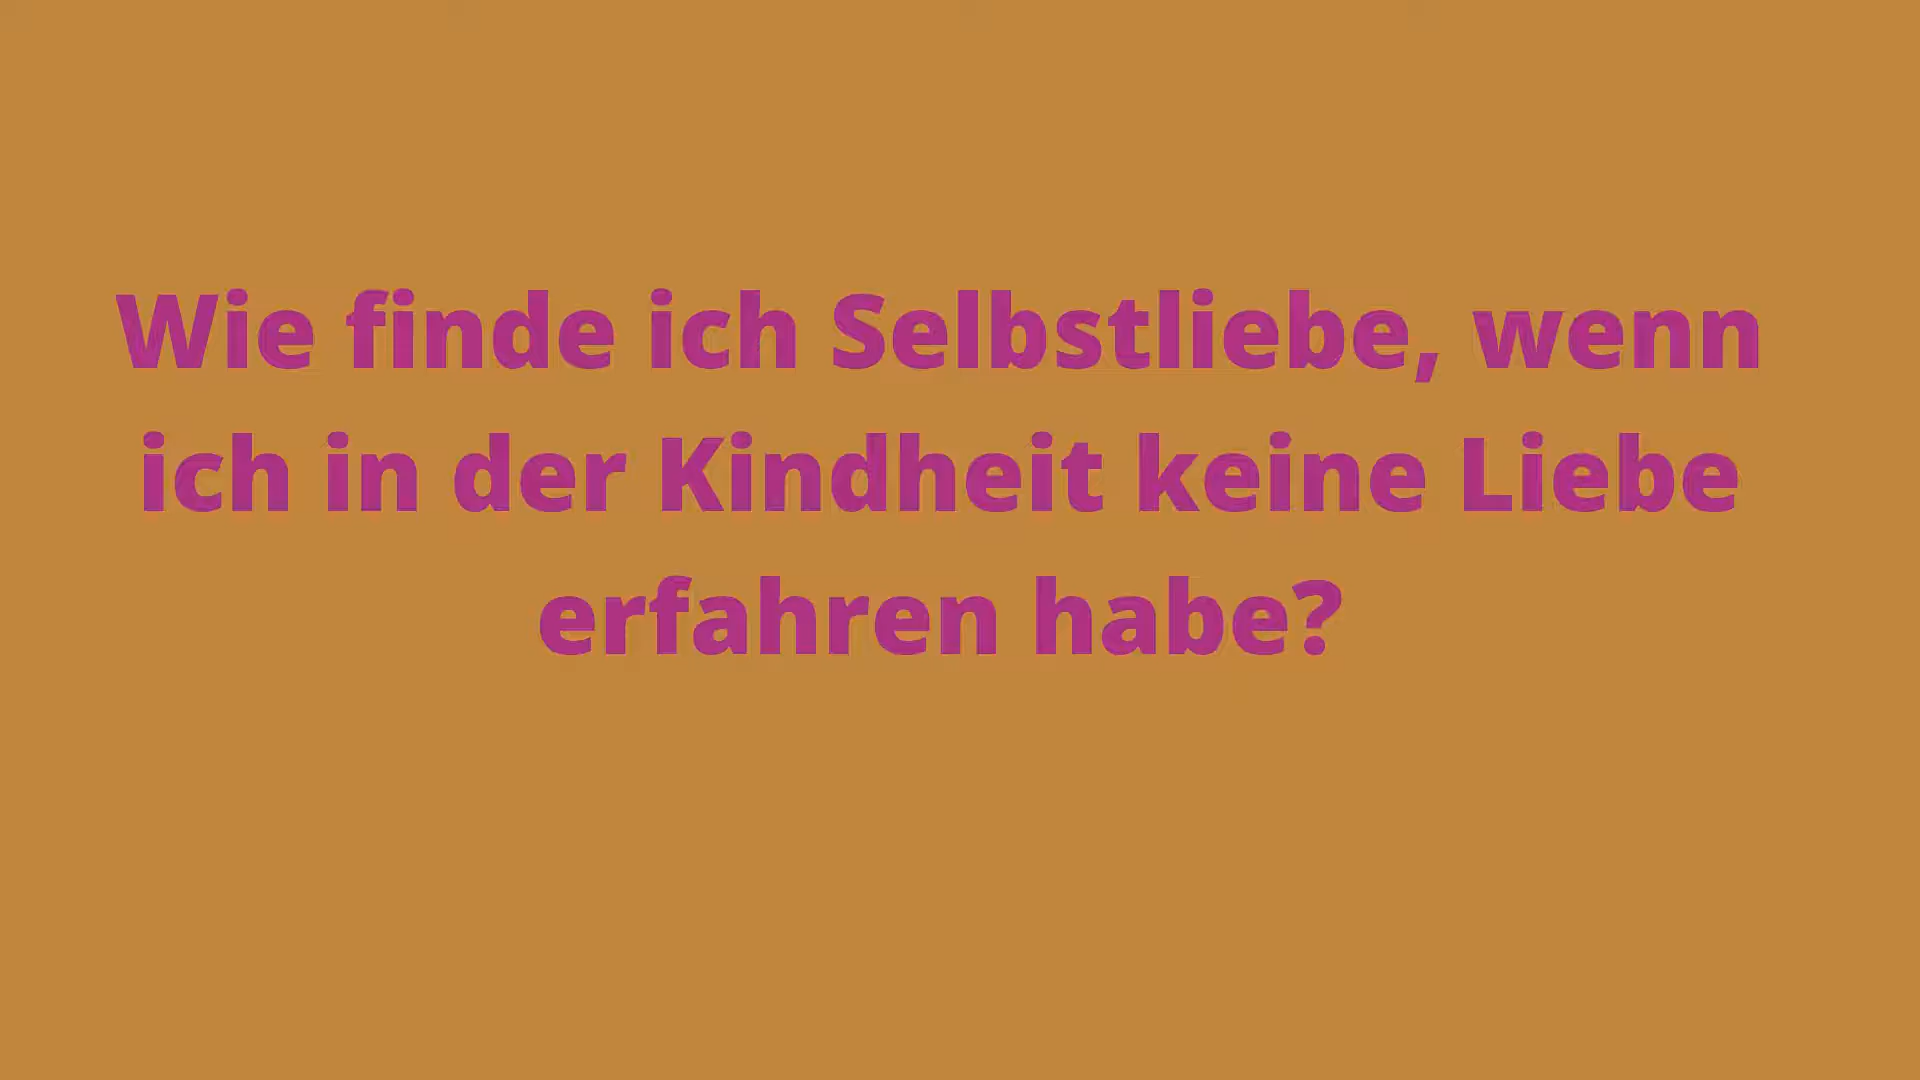 Wie finde ich Selbstliebe, wenn
ich in der Kindheit keine Liebe
erfahren habe?